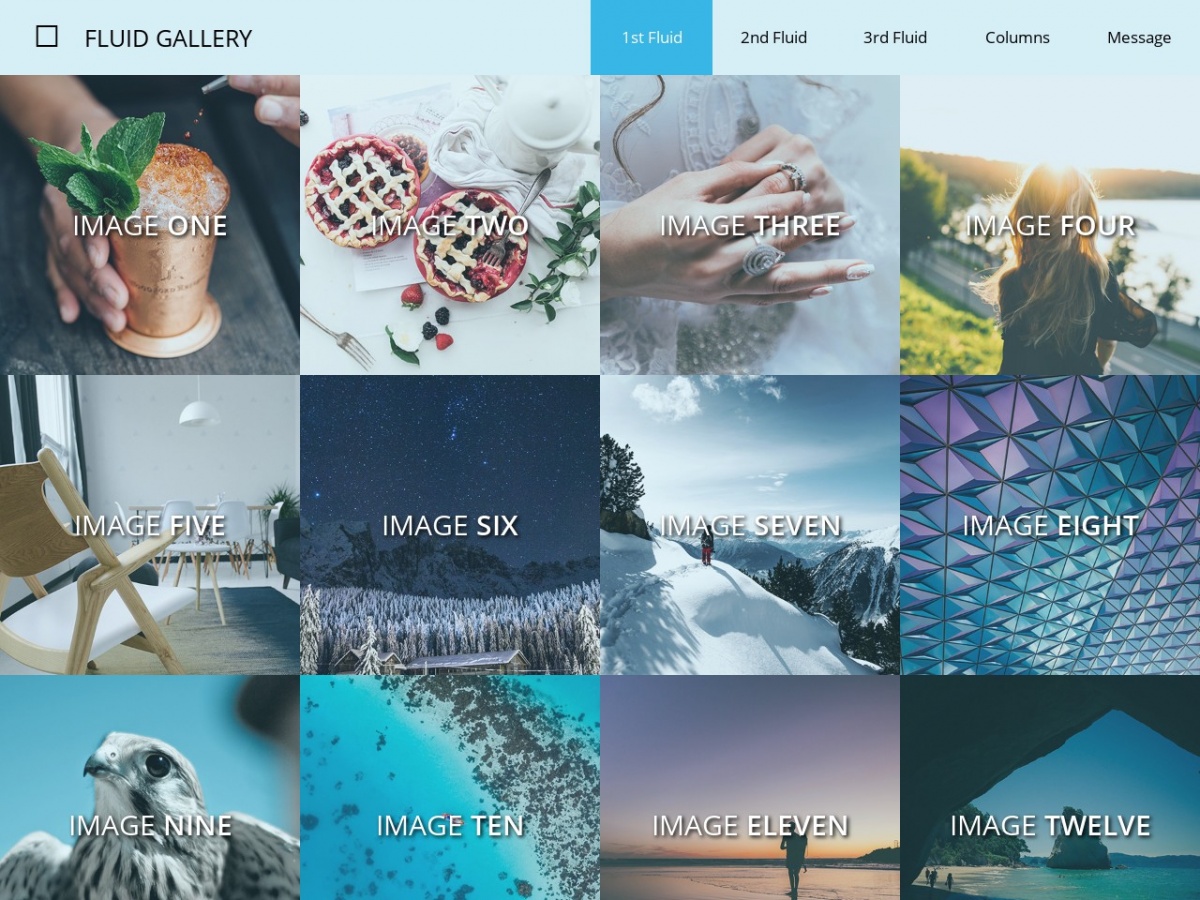 FLUID GALLERY
1st Fluid
2nd Fluid
3rd Fluid
Columns
Message
IMAGE ONE
IMAGE TWO
IMAGE THREE
IMAGE FOUR
IMAGE FIVE
IMAGE SIX
IMAGE SEVEN
IMAGE EIGHT
IMAGE NINE
IMAGE TEN
IMAGE ELEVEN
IMAGE TWELVE